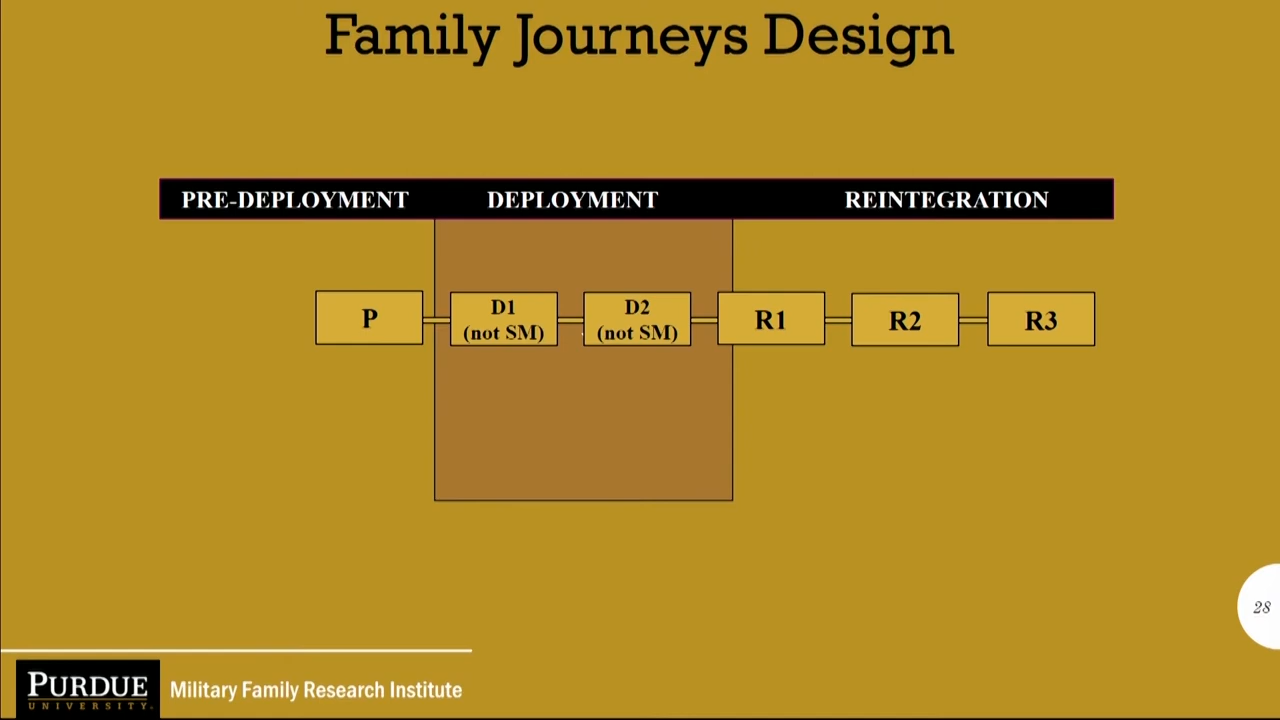 Family Journeys Design
PRE-DEPLOYMENT DEPLOYMENT REINTEGRATION
P
D1
(not SM)
D2
(not SM)
R1
R2
R3
28
PURDUE
UNIVERSITY.
Military Family Research Institute